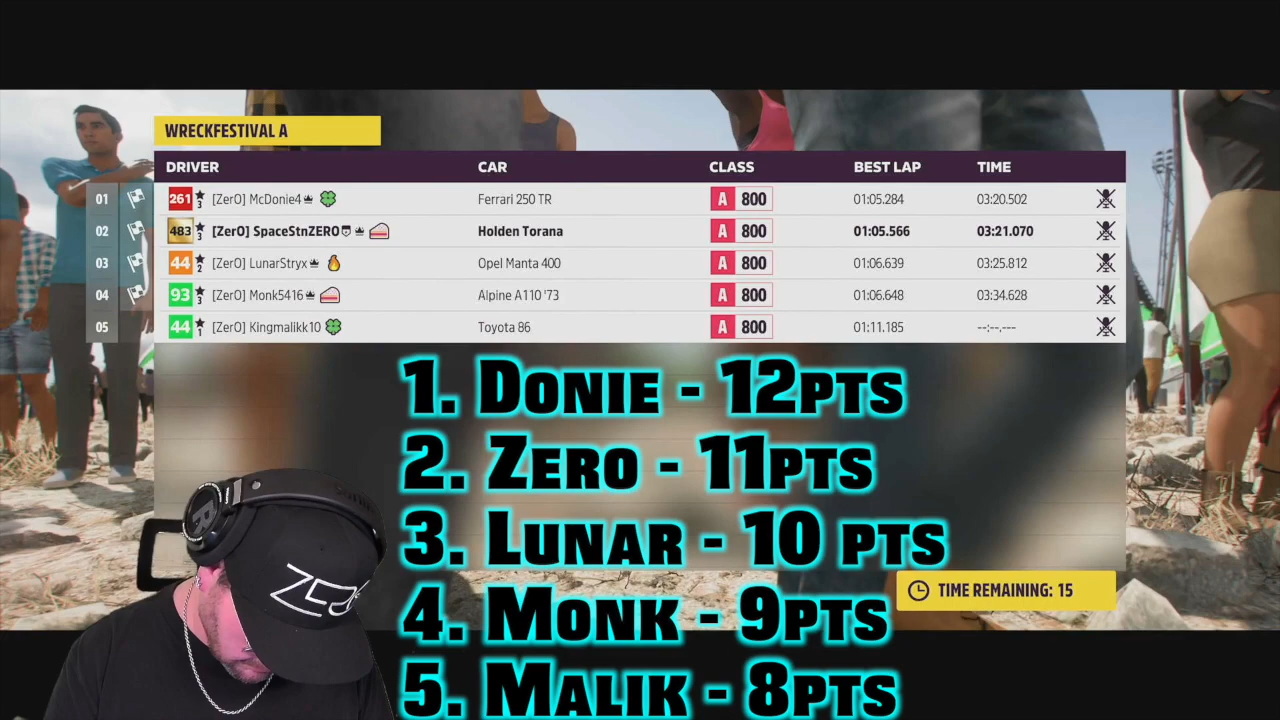 WRECKFESTIVAL A
DRIVER CAR CLASS BEST LAP TIME
01 261 3 [ZerO] McDonie4 Ferrari 250 TR A 800 01:05.284 03:20.502
02 483 3 [ZerO] SpaceStnZERO Holden Torana A 800 01:05.566 03:21.070
03 44 2 [ZerO] LunarStryx Opel Manta 400 A 800 01:06.639 03:25.812
04 93 3 [ZerO] Monk5416 Alpine A110 '73 A 800 01:06.648 03:34.628
05 44 1 [ZerO] KIngmalikk10 Toyota 86 A 800 01:11.185 --:--.---
1. DONIE - 12PTS
2. ZERO - 11PTS
3. LUNAR - 10 PTS
TIME REMAINING: 15
4. MONK - 9PTS
5. MALIK - 8PTS